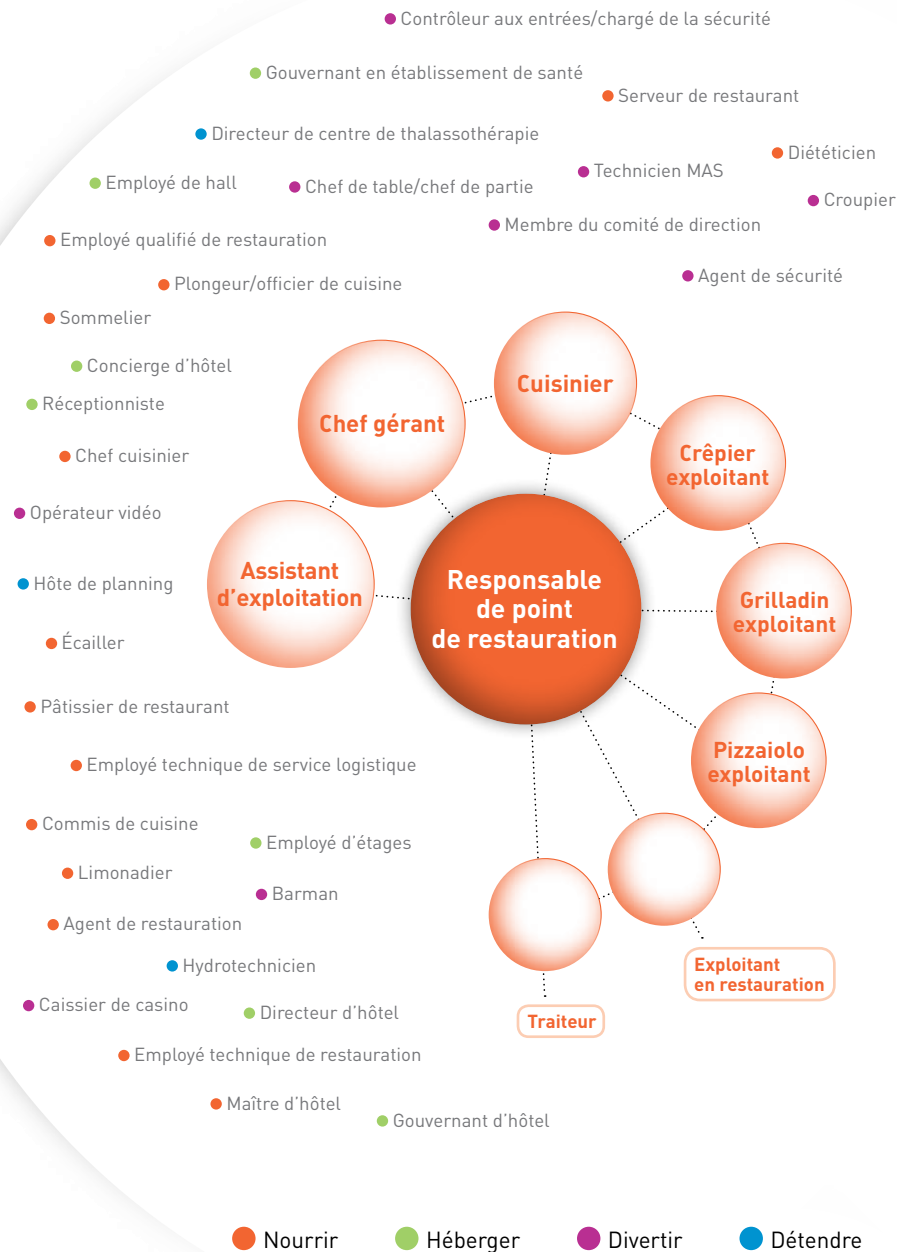 Contrôleur aux entrées/chargé de la sécurité
Gouvernant en établissement de santé
Serveur de restaurant
Directeur de centre de thalassothérapie
Diététicien
Technicien MAS
Employé de hall
Chef de table/chef de partie
Croupier
Membre du comité de direction
Employé qualifié de restauration
Agent de sécurité
Plongeur/officier de cuisine
Sommelier
Concierge d'hôtel
Cuisinier
Réceptionniste
Chef gérant
Chef cuisinier
Crêpier
exploitant
Opérateur vidéo
Hôte de planning
Assistant
d'exploitation
Responsable
de point
de restauration
Grilladin
exploitant
Écailler
Pâtissier de restaurant
Pizzaiolo
exploitant
Employé technique de service logistique
Commis de cuisine
Employé d'étages
Limonadier
Barman
Agent de restauration
Hydrotechnicien
Exploitant
en restauration
Caissier de casino
Directeur d'hôtel
Traiteur
Employé technique de restauration
Maître d'hôtel
Gouvernant d'hôtel
Nourrir
Héberger
Divertir
Détendre